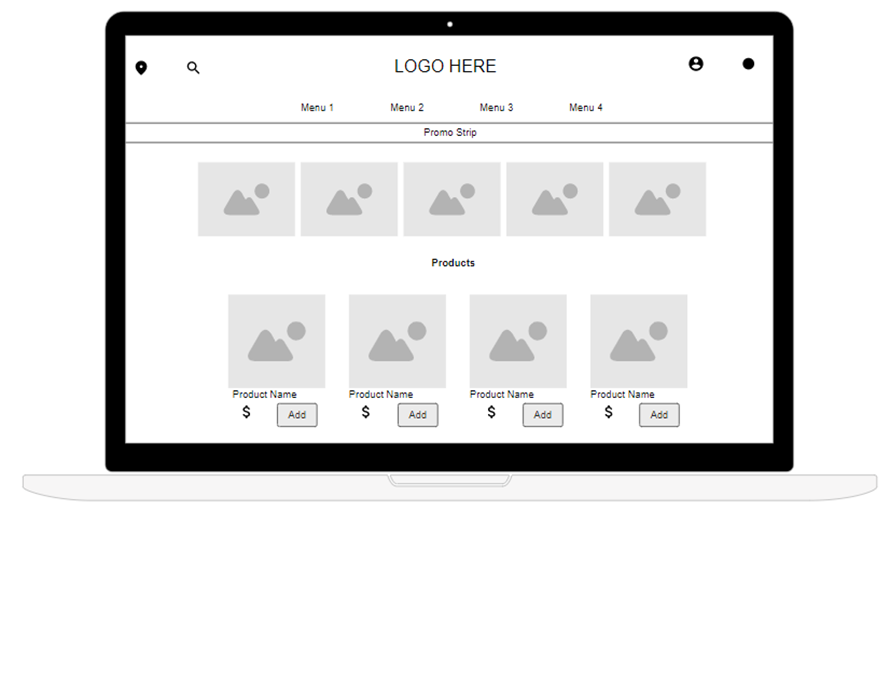 LOGO HERE
Menu 1 Menu 2 Menu 3 Menu 4
Promo Strip
Products
Product Name Product Name Product Name Product Name
$ Add $ Add $ Add $ Add